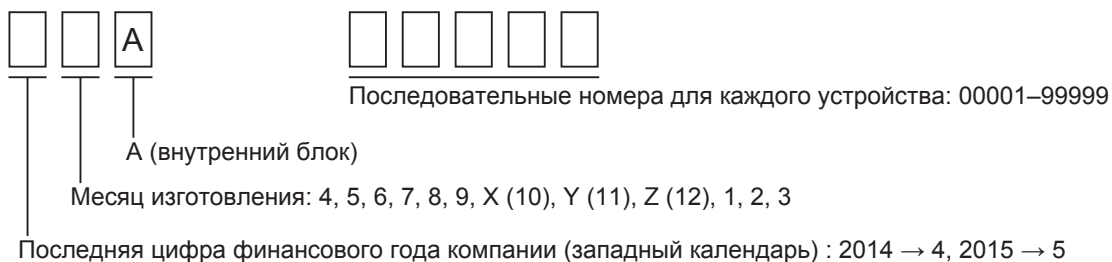 A
Последовательные номера для каждого устройства: 00001–99999
A (внутренний блок)
Месяц изготовления: 4, 5, 6, 7, 8, 9, X (10), Y (11), Z (12), 1, 2, 3
Последняя цифра финансового года компании (западный календарь) : 2014 → 4, 2015 → 5